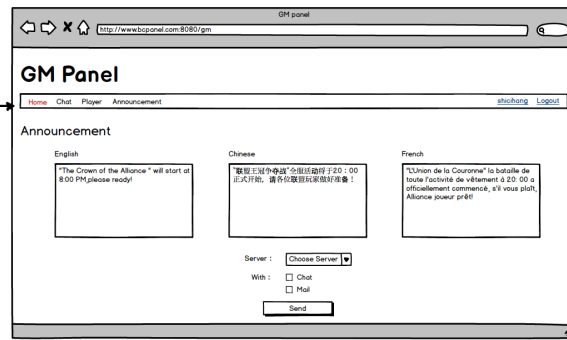 GM panel
http://www.bcpanel.com:8080/gm
GM Panel
Home Chat Player Announcement shicihang Logout
Announcement
English Chinese French
"The Crown of the Alliance " will start at
8:00 PM,please ready!
"联盟王冠争夺战"全服活动将于20：00
正式开始，请各位联盟玩家做好准备！
"L'Union de la Couronne" la bataille de
toute l'activité de vêtement à 20: 00 a
officiellement commencé, s'il vous plaît,
Alliance joueur prêt!
Server : Choose Server
With : Chat
Mail
Send